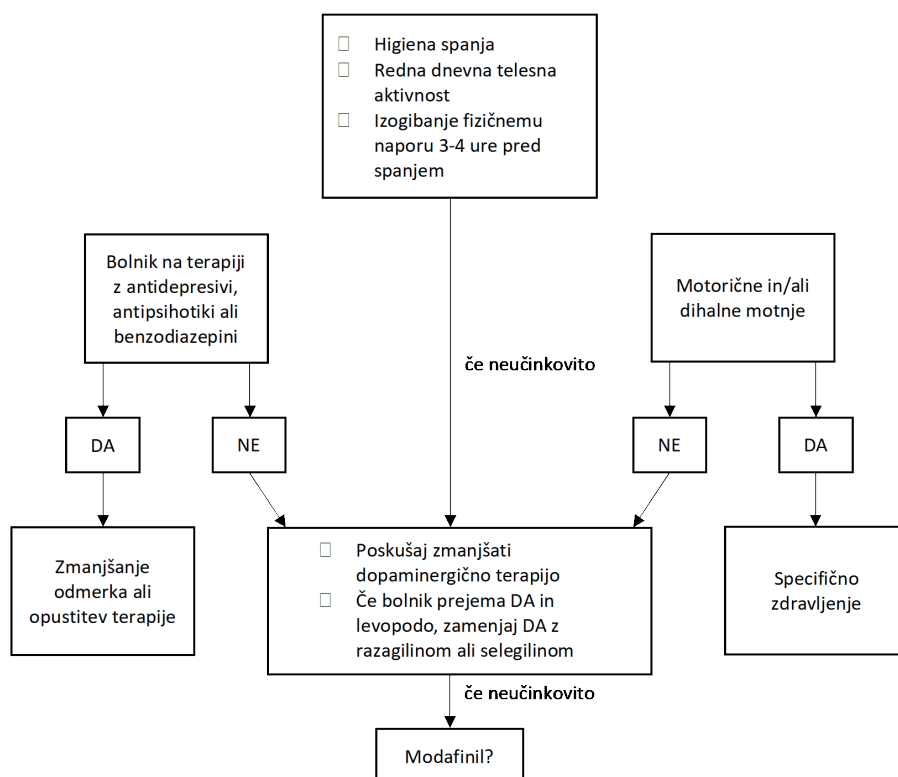 Higiena spanja
Redna dnevna telesna
aktivnost
Izogibanje fizičnemu
naporu 3-4 ure pred
spanjem
Bolnik na terapiji
z antidepresivi,
antipsihotiki ali
benzodiazepini
Motorične in/ali
dihalne motnje
če neučinkovito
DA
NE
NE
DA
Zmanjšanje
odmerka ali
opustitev terapije
Poskušaj zmanjšati
dopaminergično terapijo
Če bolnik prejema DA in
levopodo, zamenjaj DA z
razagilinom ali selegilinom
Specifično
zdravljenje
če neučinkovito
Modafinil?